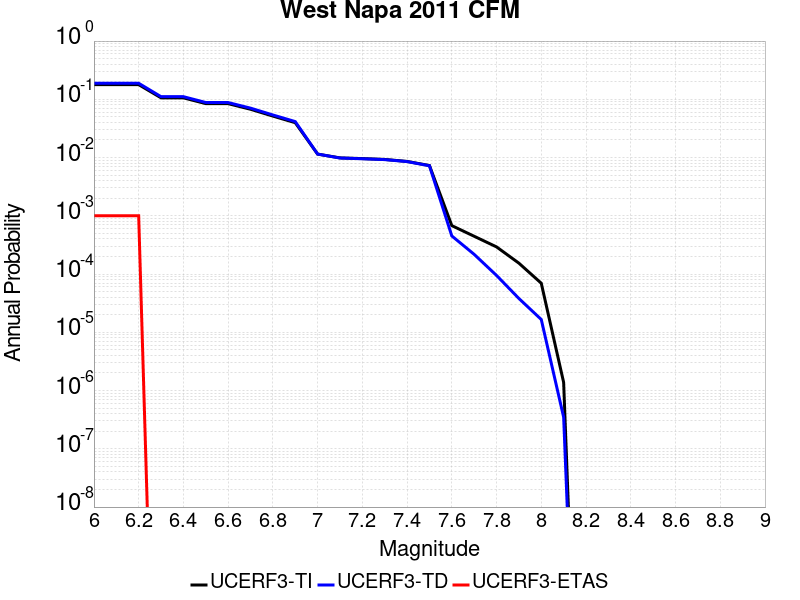 West Napa 2011 CFM
10^0
10^-1
10^-2
10^-3
10^-4
10^-5
10^-6
10^-7
10^-8
Annual Probability
6 6.2 6.4 6.6 6.8 7 7.2 7.4 7.6 7.8 8 8.2 8.4 8.6 8.8 9
Magnitude
UCERF3-TI UCERF3-TD UCERF3-ETAS